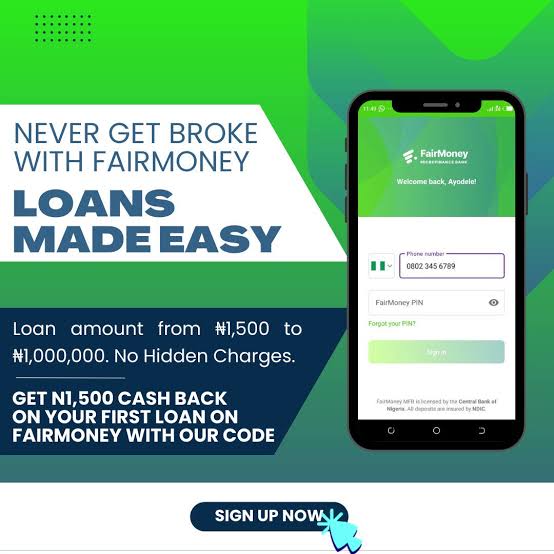 NEVER GET BROKE
WITH FAIRMONEY
LOANS
MADE EASY
Loan amount from ₦1,500 to
₦1,000,000. No Hidden Charges.
GET N1,500 CASH BACK
ON YOUR FIRST LOAN ON
FAIRMONEY WITH OUR CODE
11:49
FairMoney
MICROFINANCE BANK
Welcome back, Ayodele!
Phone number
0802 345 6789
FairMoney PIN
Forgot your PIN?
Sign in
FairMoney MFB is licensed by the Central Bank of
Nigeria. All deposite are insured by NDIC.
SIGN UP NOW